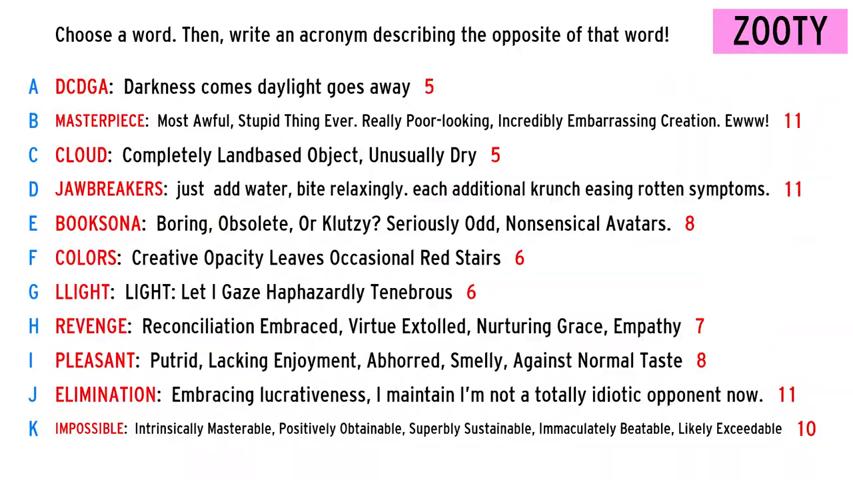 Choose a word. Then, write an acronym describing the opposite of that word!
ZOOTY
A DCDGA: Darkness comes daylight goes away 5
B MASTERPIECE: Most Awful, Stupid Thing Ever. Really Poor-looking, Incredibly Embarrassing Creation. Ewww! 11
C CLOUD: Completely Landbased Object, Unusually Dry 5
D JAWBREAKERS: just add water, bite relaxingly. each additional krunch easing rotten symptoms. 11
E BOOKSONA: Boring, Obsolete, Or Klutzy? Seriously Odd, Nonsensical Avatars. 8
F COLORS: Creative Opacity Leaves Occasional Red Stairs 6
G LLIGHT: LIGHT: Let I Gaze Haphazardly Tenebrous 6
H REVENGE: Reconciliation Embraced, Virtue Extolled, Nurturing Grace, Empathy 7
I PLEASANT: Putrid, Lacking Enjoyment, Abhorred, Smelly, Against Normal Taste 8
J ELIMINATION: Embracing lucrativeness, I maintain I'm not a totally idiotic opponent now. 11
K IMPOSSIBLE: Intrinsically Masterable, Positively Obtainable, Superbly Sustainable, Immaculately Beatable, Likely Exceedable 10